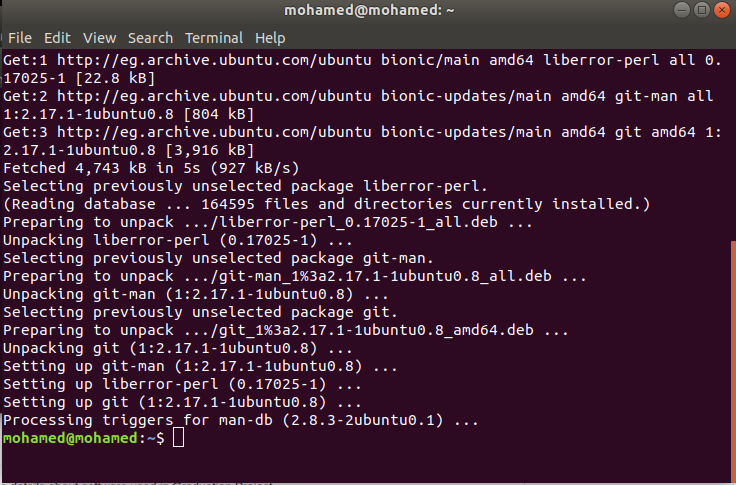 mohamed@mohamed: ~
File Edit View Search Terminal Help
Get:1 http://eg.archive.ubuntu.com/ubuntu bionic/main amd64 liberror-perl all 0.
17025-1 [22.8 kB]
Get:2 http://eg.archive.ubuntu.com/ubuntu bionic-updates/main amd64 git-man all
1:2.17.1-1ubuntu0.8 [804 kB]
Get:3 http://eg.archive.ubuntu.com/ubuntu bionic-updates/main amd64 git amd64 1:
2.17.1-1ubuntu0.8 [3,916 kB]
Fetched 4,743 kB in 5s (927 kB/s)
Selecting previously unselected package liberror-perl.
(Reading database ... 164595 files and directories currently installed.)
Preparing to unpack .../liberror-perl_0.17025-1_all.deb ...
Unpacking liberror-perl (0.17025-1) ...
Selecting previously unselected package git-man.
Preparing to unpack .../git-man_1%3a2.17.1-1ubuntu0.8_all.deb ...
Unpacking git-man (1:2.17.1-1ubuntu0.8) ...
Selecting previously unselected package git.
Preparing to unpack .../git_1%3a2.17.1-1ubuntu0.8_amd64.deb ...
Unpacking git (1:2.17.1-1ubuntu0.8) ...
Setting up git-man (1:2.17.1-1ubuntu0.8) ...
Setting up liberror-perl (0.17025-1) ...
Setting up git (1:2.17.1-1ubuntu0.8) ...
Processing triggers for man-db (2.8.3-2ubuntu0.1) ...
mohamed@mohamed:~$